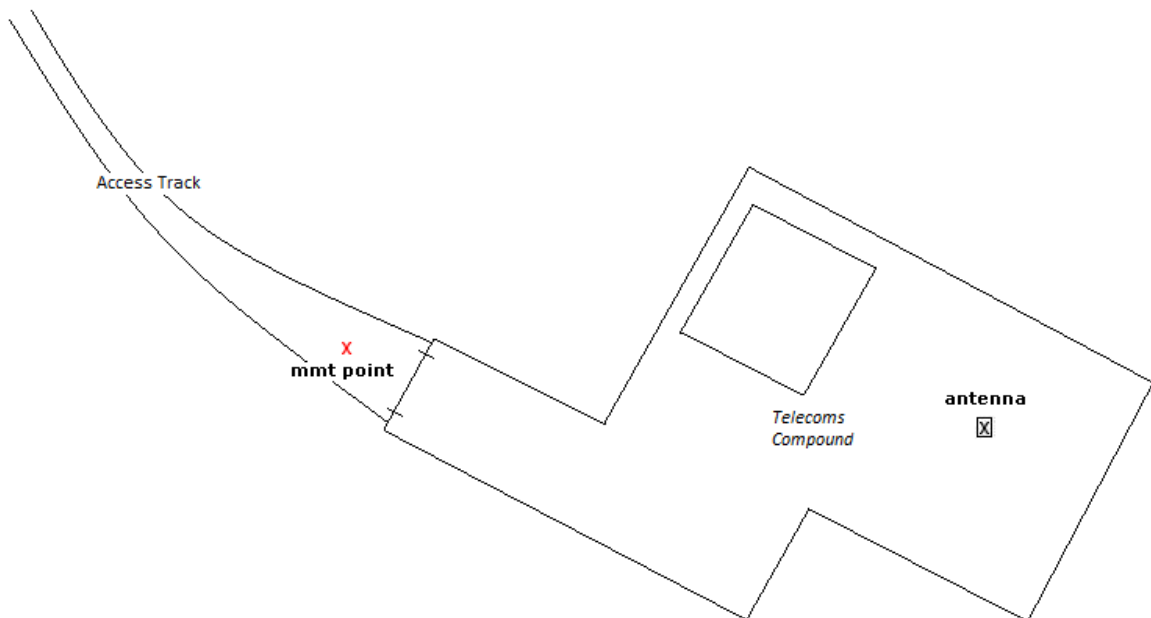 Access Track
X
mmt point
antenna
X
Telecoms
Compound